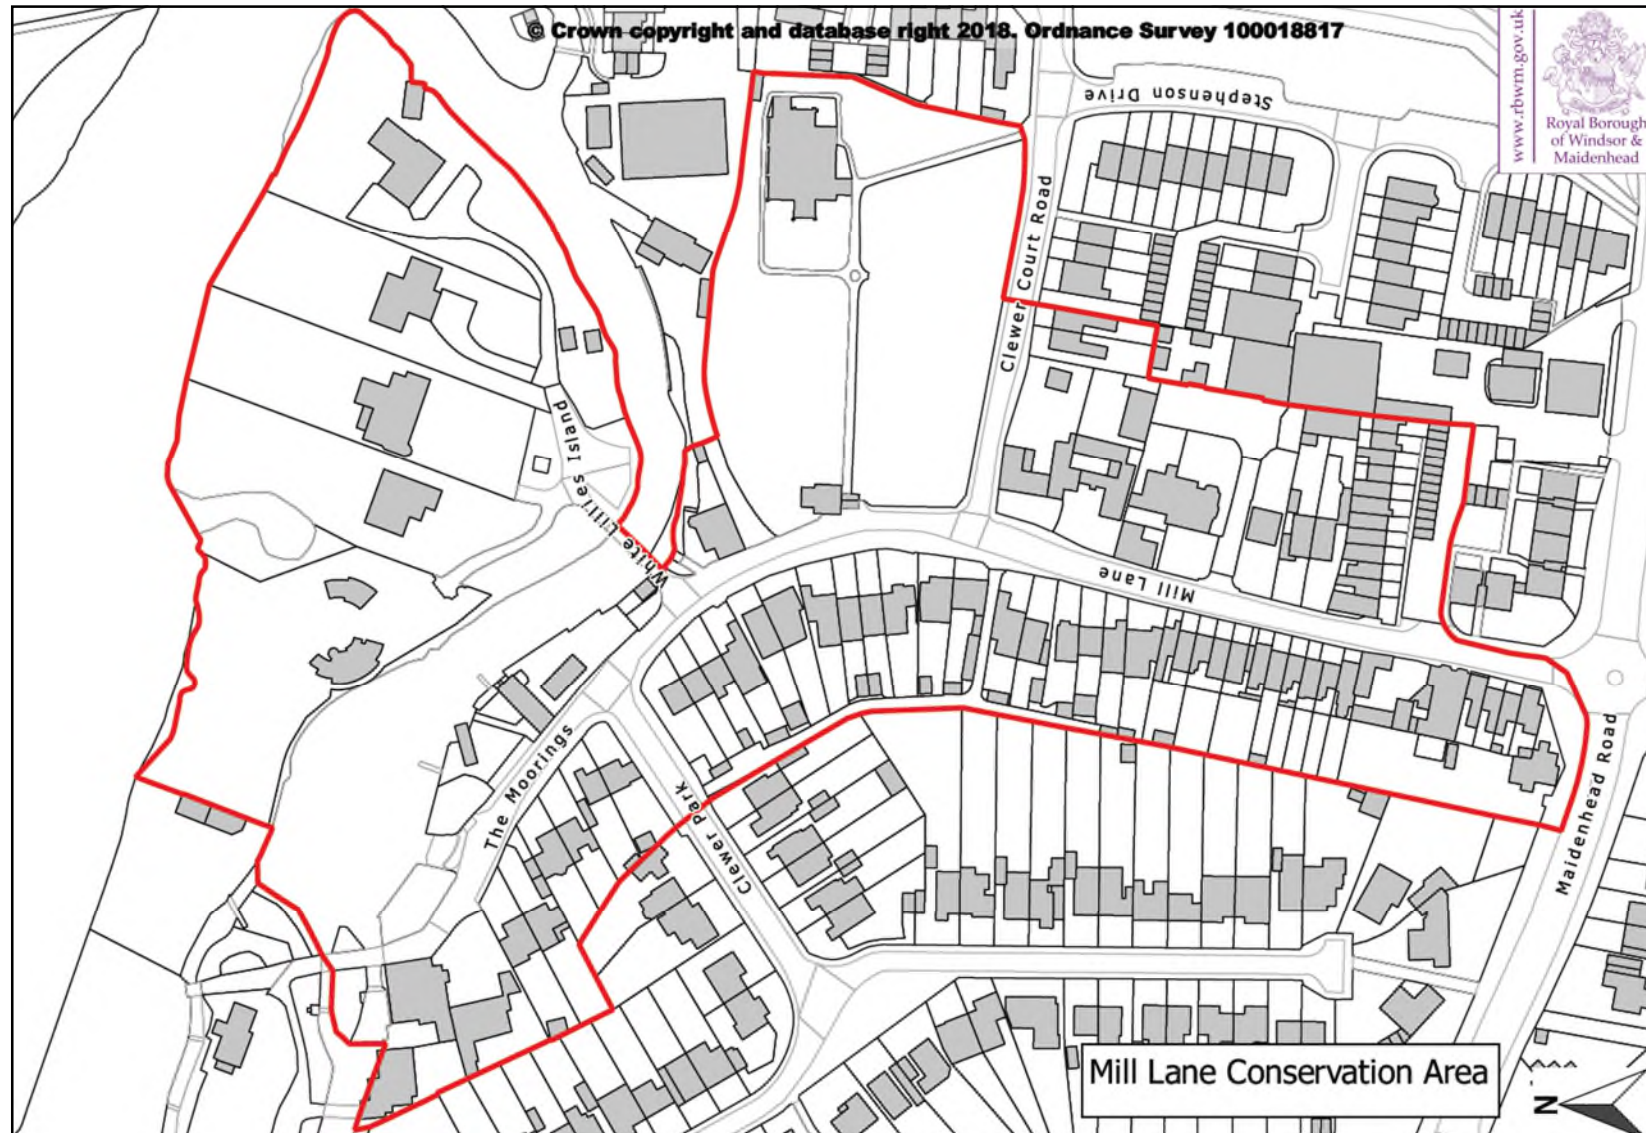 © Crown copyright and database right 2018. Ordnance Survey 100018817
www.rbwm.gov.uk
Royal Borough
of Windsor &
Maidenhead
Stephenson Drive
Clewer Court Road
White Lillies Island
Mill Lane
The Moorings
Clewer Park
Maidenhead Road
Mill Lane Conservation Area
N